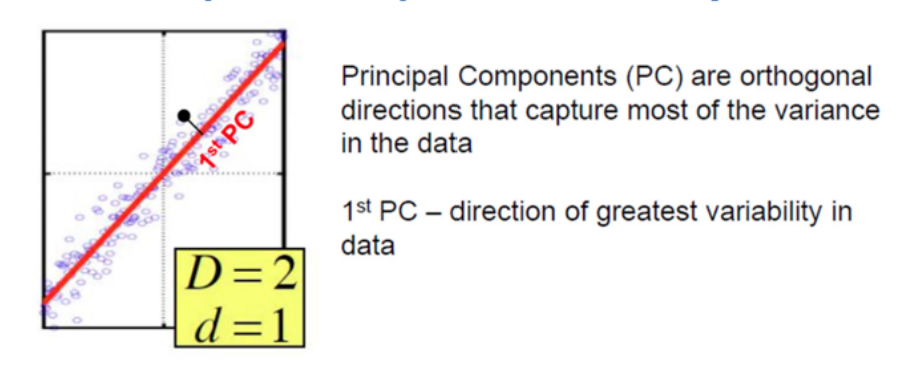 1st PC
D = 2
d = 1
Principal Components (PC) are orthogonal
directions that capture most of the variance
in the data
1st PC – direction of greatest variability in
data